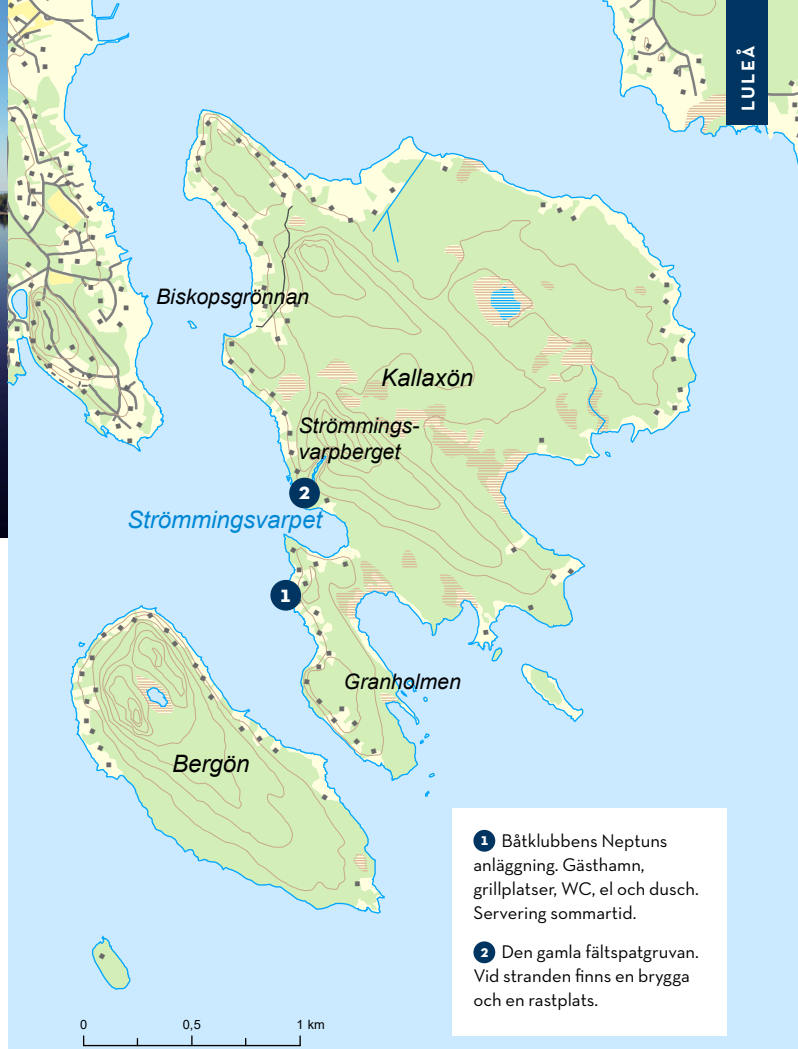 LULEÅ
Biskopsgrönnan
Kallaxön
Strömmings-
varpberget
2
Strömmingsvarpet
1
Granholmen
Bergön
1 Båtklubbens Neptuns
anläggning. Gästhamn,
grillplatser, WC, el och dusch.
Servering sommartid.
2 Den gamla fältspatgruvan.
Vid stranden finns en brygga
och en rastplats.
0 0,5 1 km